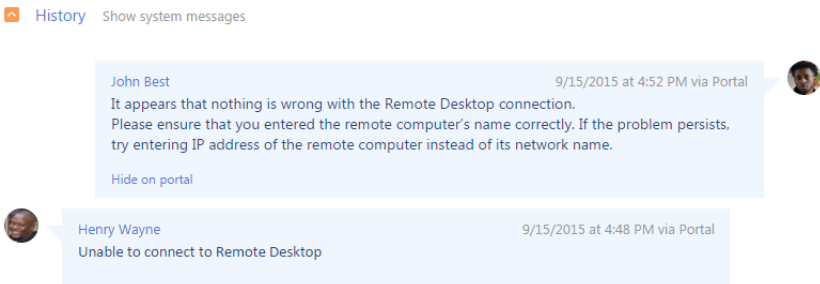 History Show system messages
John Best 9/15/2015 at 4:52 PM via Portal
It appears that nothing is wrong with the Remote Desktop connection.
Please ensure that you entered the remote computer's name correctly. If the problem persists,
try entering IP address of the remote computer instead of its network name.
Hide on portal
Henry Wayne 9/15/2015 at 4:48 PM via Portal
Unable to connect to Remote Desktop